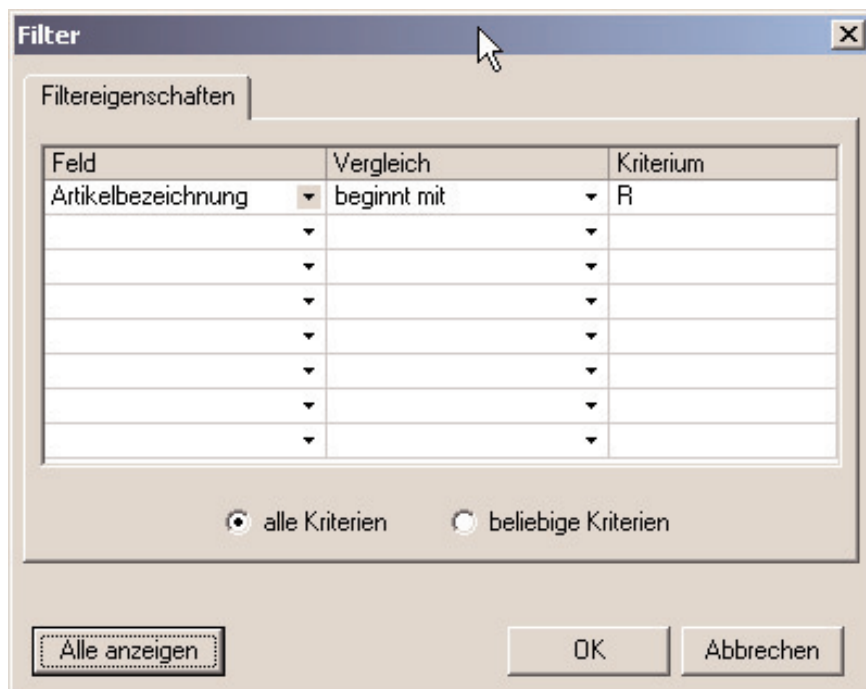 Filter
Filtereigenschaften
Feld Vergleich Kriterium
Artikelbezeichnung beginnt mit R
alle Kriterien beliebige Kriterien
Alle anzeigen OK Abbrechen